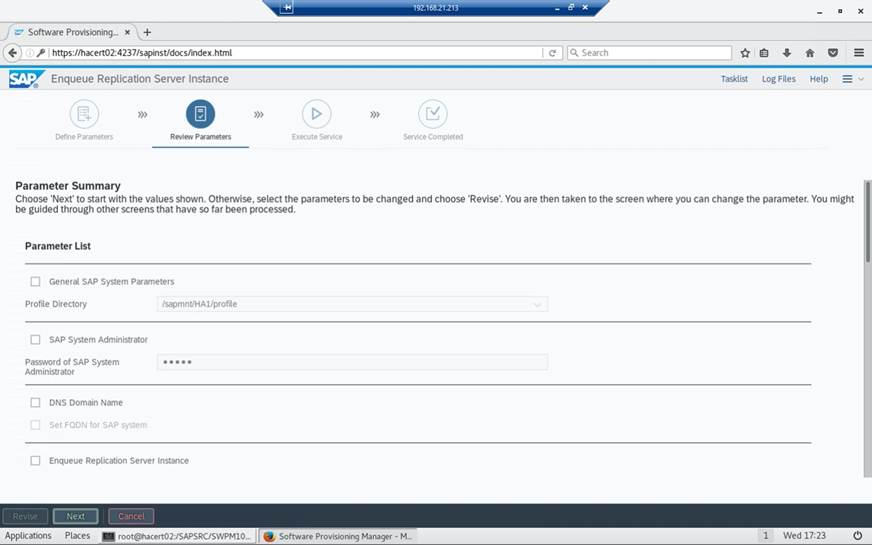 192.168.21.213
Software Provisioning...
https://hacert02:4237/sapinst/docs/index.html
Search
SAP Enqueue Replication Server Instance
Tasklist Log Files Help
Define Parameters Review Parameters Execute Service Service Completed
Parameter Summary
Choose 'Next' to start with the values shown. Otherwise, select the parameters to be changed and choose 'Revise'. You are then taken to the screen where you can change the parameter. You might
be guided through other screens that have so far been processed.
Parameter List
General SAP System Parameters
Profile Directory /sapmnt/HA1/profile
SAP System Administrator
Password of SAP System
Administrator
DNS Domain Name
Set FQDN for SAP system
Enqueue Replication Server Instance
Revise Next Cancel
Applications Places root@hacert02:/SAPSRC/SWPM10... Software Provisioning Manager - M... 1 Wed 17:23